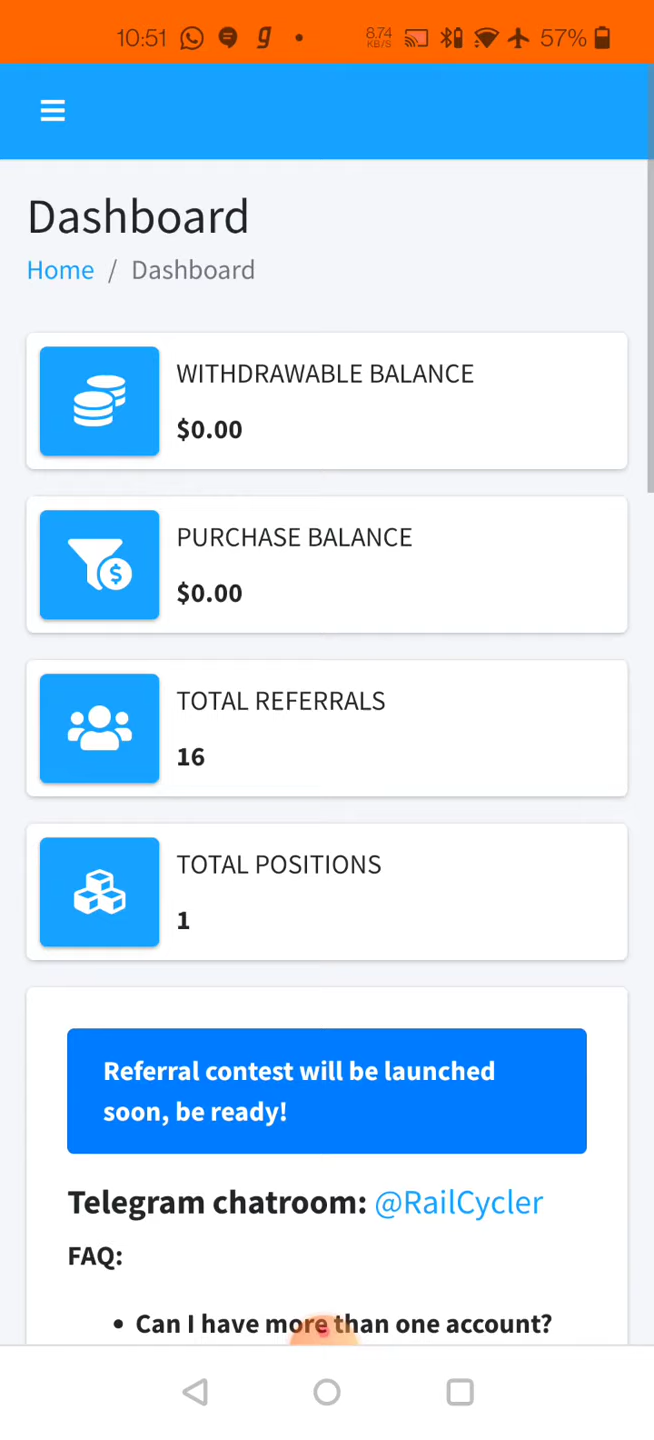 10:51 8.74 KB/S 57%
Dashboard
Home / Dashboard
WITHDRAWABLE BALANCE
$0.00
PURCHASE BALANCE
$0.00
TOTAL REFERRALS
16
TOTAL POSITIONS
1
Referral contest will be launched
soon, be ready!
Telegram chatroom: @RailCycler
FAQ:
• Can I have more than one account?